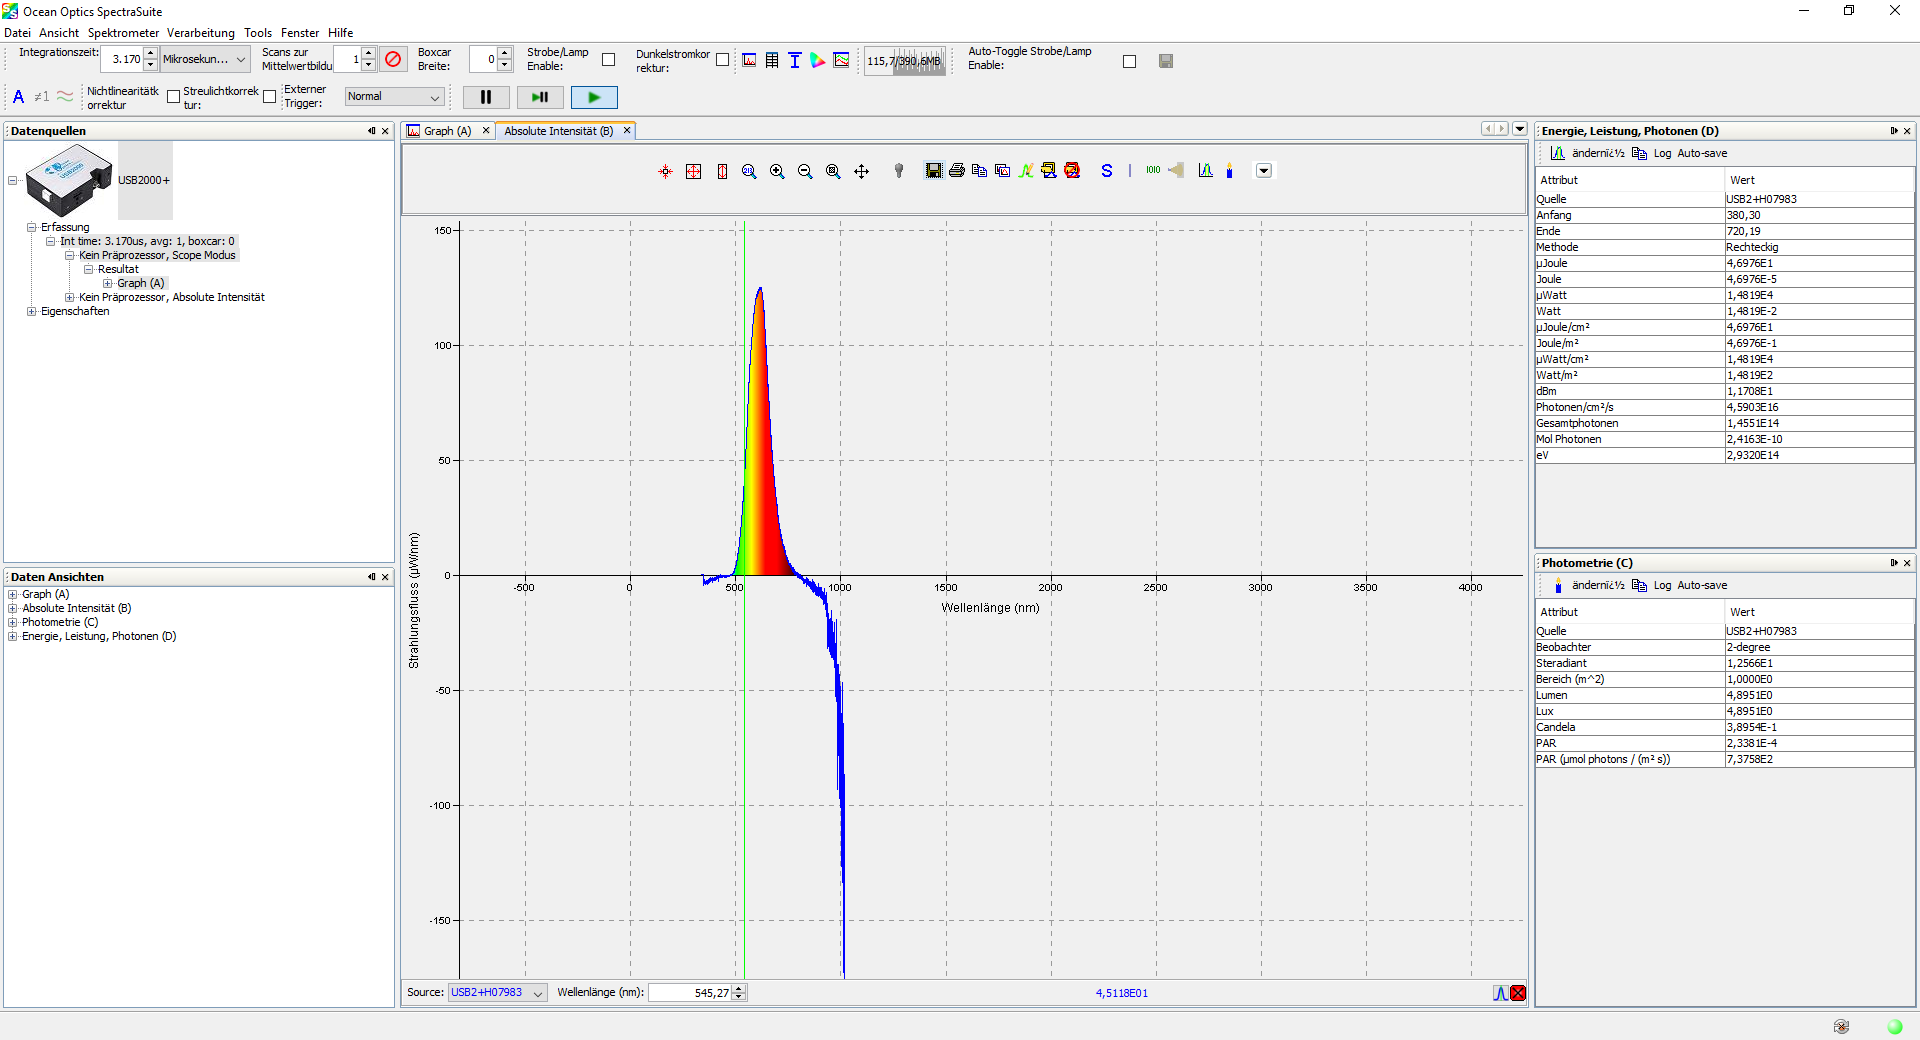 Ocean Optics SpectraSuite
Datei Ansicht Spektrometer Verarbeitung Tools Fenster Hilfe
Integrationszeit: 3.170 Mikrosekun... Scans zur Mittelwertbildu 1 Boxcar Breite: 0 Strobe/Lamp Enable: Dunkelstromkor rektur: 115,7/390,6MB Auto-Toggle Strobe/Lamp Enable:
A ≠1 Nichtlinearitätk orrektur Streulichtkorrek tur: Externer Trigger: Normal
Datenquellen
USB2000+
Erfassung
Int time: 3.170us, avg: 1, boxcar: 0
Kein Präprozessor, Scope Modus
Resultat
Graph (A)
Kein Präprozessor, Absolute Intensität
Eigenschaften
Daten Ansichten
Graph (A)
Absolute Intensität (B)
Photometrie (C)
Energie, Leistung, Photonen (D)
Graph (A) Absolute Intensität (B)
S
150
100
50
0
-50
-100
-150
-500 0 500 1000 1500 2000 2500 3000 3500 4000
Wellenlänge (nm)
Strahlungsfluss (µW/nm)
Source: USB2+H07983 Wellenlänge (nm): 545,27 4,5118E01
Energie, Leistung, Photonen (D)
ändernï¿½ Log Auto-save
Attribut Wert
Quelle USB2+H07983
Anfang 380,30
Ende 720,19
Methode Rechteckig
µJoule 4,6976E1
Joule 4,6976E-5
µWatt 1,4819E4
Watt 1,4819E-2
µJoule/cm² 4,6976E1
Joule/m² 4,6976E-1
µWatt/cm² 1,4819E4
Watt/m² 1,4819E2
dBm 1,1708E1
Photonen/cm²/s 4,5903E16
Gesamtphotonen 1,4551E14
Mol Photonen 2,4163E-10
eV 2,9320E14
Photometrie (C)
ändernï¿½ Log Auto-save
Attribut Wert
Quelle USB2+H07983
Beobachter 2-degree
Steradiant 1,2566E1
Bereich (m^2) 1,0000E0
Lumen 4,8951E0
Lux 4,8951E0
Candela 3,8954E-1
PAR 2,3381E-4
PAR (µmol photons / (m² s)) 7,3758E2